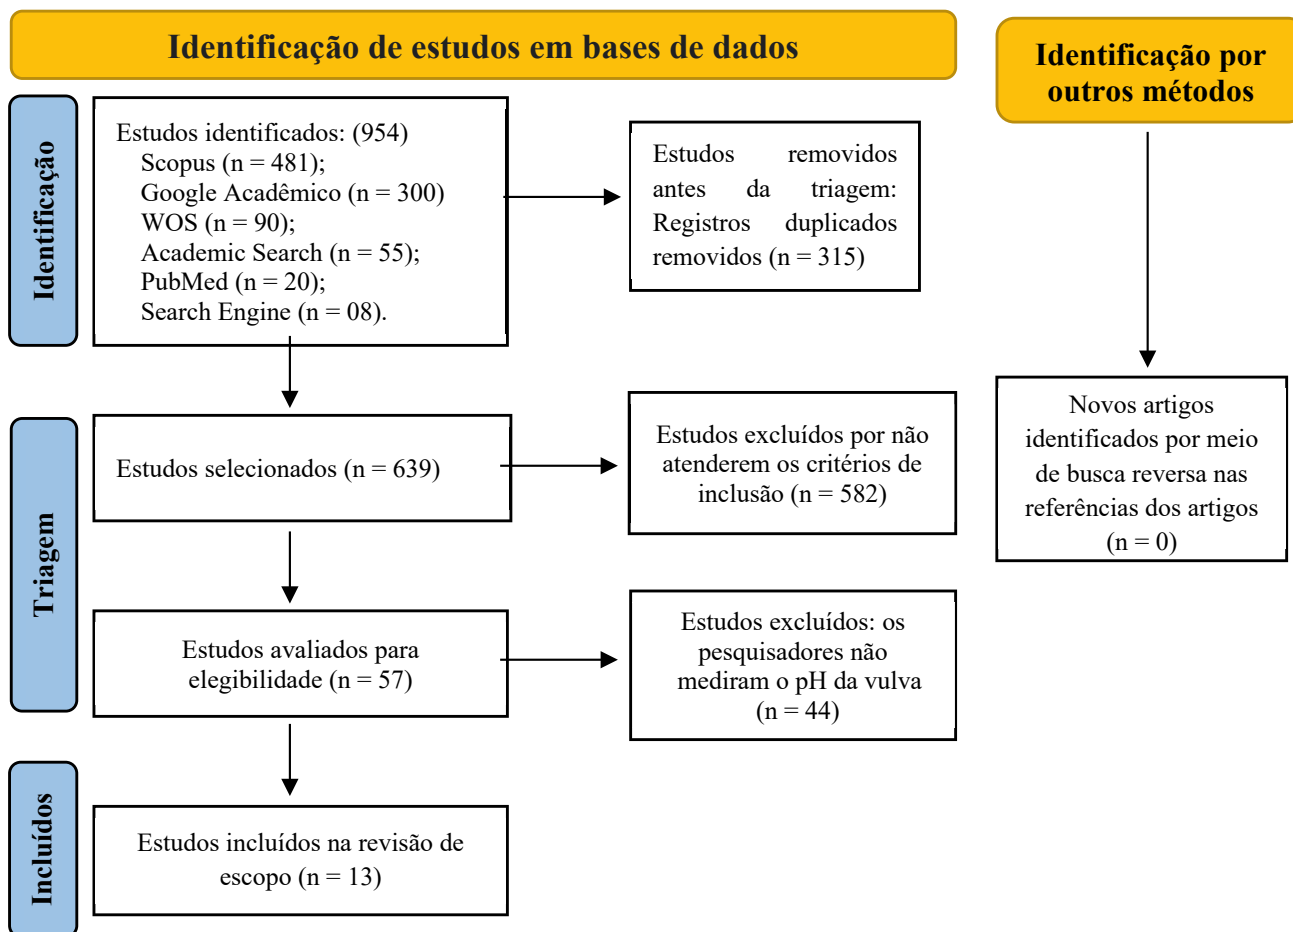 Identificação de estudos em bases de dados
Identificação por
outros métodos
Identificação
Estudos identificados: (954)
Scopus (n = 481);
Google Acadêmico (n = 300)
WOS (n = 90);
Academic Search (n = 55);
PubMed (n = 20);
Search Engine (n = 08).
Estudos removidos
antes da triagem:
Registros duplicados
removidos (n = 315)
Novos artigos
identificados por meio
de busca reversa nas
referências dos artigos
(n = 0)
Triagem
Estudos selecionados (n = 639)
Estudos excluídos por não
atenderem os critérios de
inclusão (n = 582)
Estudos avaliados para
elegibilidade (n = 57)
Estudos excluídos: os
pesquisadores não
mediram o pH da vulva
(n = 44)
Incluídos
Estudos incluídos na revisão de
escopo (n = 13)